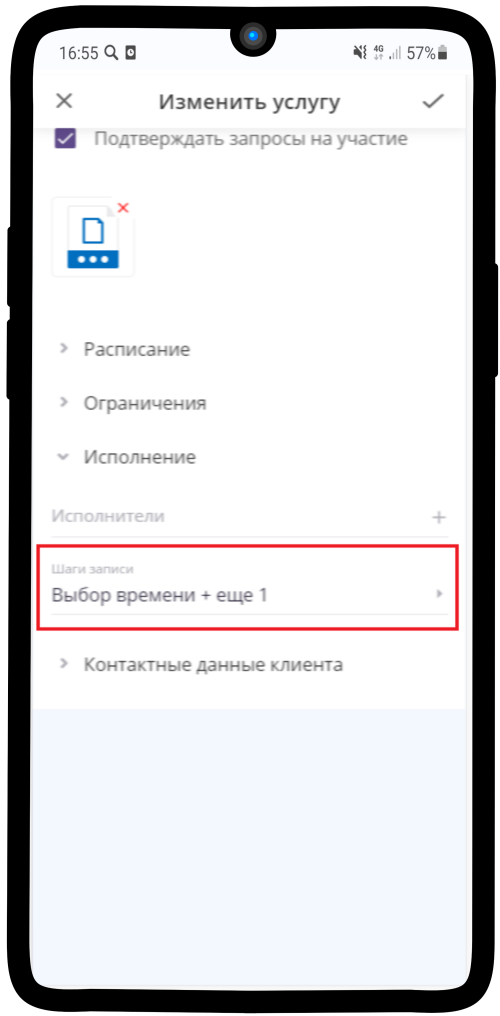 16:55 4G 57%
Изменить услугу
Подтверждать запросы на участие
Расписание
Ограничения
Исполнение
Исполнители
Шаги записи
Выбор времени + еще 1
Контактные данные клиента